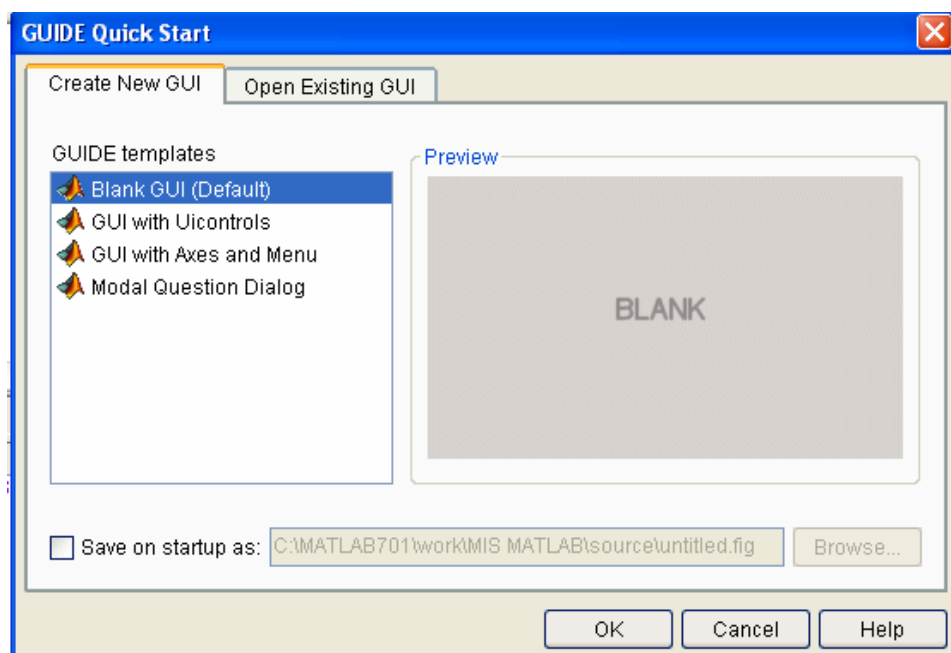 GUIDE Quick Start
Create New GUI
Open Existing GUI
GUIDE templates
Blank GUI (Default)
GUI with Uicontrols
GUI with Axes and Menu
Modal Question Dialog
Preview
BLANK
Save on startup as:
C:\MATLAB701\work\MIS MATLAB\source\untitled.fig
Browse...
OK
Cancel
Help